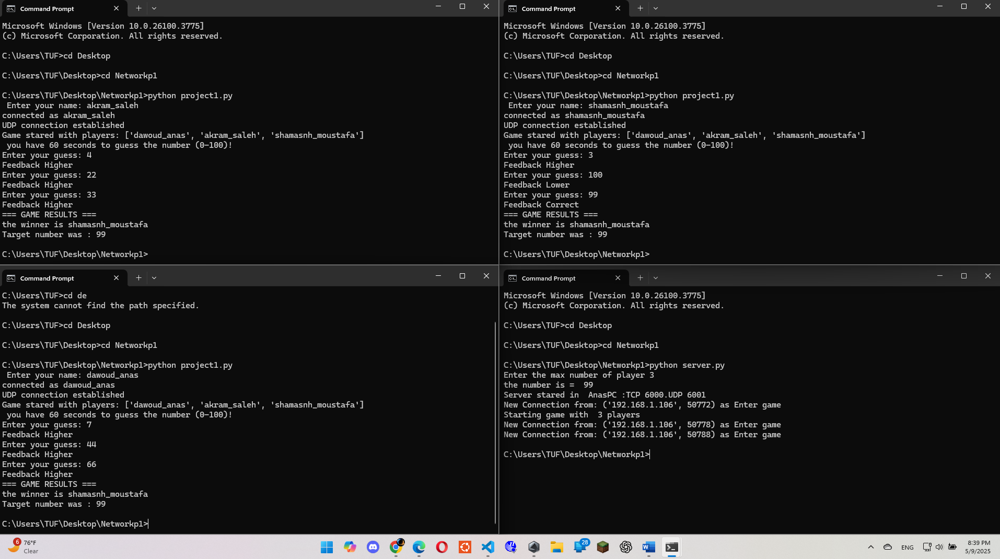 Command Prompt
Microsoft Windows [Version 10.0.26100.3775]
(c) Microsoft Corporation. All rights reserved.
C:\Users\TUF>cd Desktop
C:\Users\TUF\Desktop>cd Networkp1
C:\Users\TUF\Desktop\Networkp1>python project1.py
Enter your name: akram_saleh
connected as akram_saleh
UDP connection established
Game stared with players: ['dawoud_anas', 'akram_saleh', 'shamasnh_moustafa']
you have 60 seconds to guess the number (0-100)!
Enter your guess: 4
Feedback Higher
Enter your guess: 22
Feedback Higher
Enter your guess: 33
Feedback Higher
=== GAME RESULTS ===
the winner is shamasnh_moustafa
Target number was : 99
C:\Users\TUF\Desktop\Networkp1>
Command Prompt
Microsoft Windows [Version 10.0.26100.3775]
(c) Microsoft Corporation. All rights reserved.
C:\Users\TUF>cd Desktop
C:\Users\TUF\Desktop>cd Networkp1
C:\Users\TUF\Desktop\Networkp1>python project1.py
Enter your name: shamasnh_moustafa
connected as shamasnh_moustafa
UDP connection established
Game stared with players: ['dawoud_anas', 'akram_saleh', 'shamasnh_moustafa']
you have 60 seconds to guess the number (0-100)!
Enter your guess: 3
Feedback Higher
Enter your guess: 100
Feedback Lower
Enter your guess: 99
Feedback Correct
=== GAME RESULTS ===
the winner is shamasnh_moustafa
Target number was : 99
C:\Users\TUF\Desktop\Networkp1>
Command Prompt
C:\Users\TUF>cd de
The system cannot find the path specified.
C:\Users\TUF>cd Desktop
C:\Users\TUF\Desktop>cd Networkp1
C:\Users\TUF\Desktop\Networkp1>python project1.py
Enter your name: dawoud_anas
connected as dawoud_anas
UDP connection established
Game stared with players: ['dawoud_anas', 'akram_saleh', 'shamasnh_moustafa']
you have 60 seconds to guess the number (0-100)!
Enter your guess: 7
Feedback Higher
Enter your guess: 44
Feedback Higher
Enter your guess: 66
Feedback Higher
=== GAME RESULTS ===
the winner is shamasnh_moustafa
Target number was : 99
C:\Users\TUF\Desktop\Networkp1>
Command Prompt
Microsoft Windows [Version 10.0.26100.3775]
(c) Microsoft Corporation. All rights reserved.
C:\Users\TUF>cd Desktop
C:\Users\TUF\Desktop>cd Networkp1
C:\Users\TUF\Desktop\Networkp1>python server.py
Enter the max number of player 3
the number is =  99
Server stared in  AnasPC :TCP 6000.UDP 6001
New Connection from: ('192.168.1.106', 50772) as Enter game
Starting game with  3 players
New Connection from: ('192.168.1.106', 50778) as Enter game
New Connection from: ('192.168.1.106', 50788) as Enter game
C:\Users\TUF\Desktop\Networkp1>
6
76°F
Clear
28
ENG
8:39 PM
5/9/2025